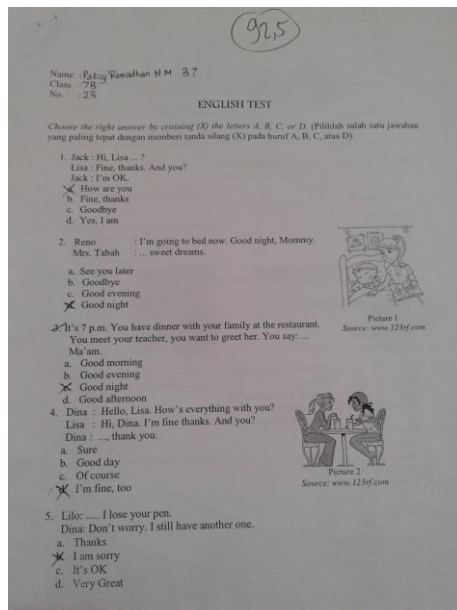 92,5
Name : Ramadhan N M 37
Class : 7B
No. : 28
ENGLISH TEST
Choose the right answer by crossing (X) the letters A, B, C, or D. (Pilihlah salah satu jawaban
yang paling tepat dengan memberi tanda silang (X) pada huruf A, B, C, atau D).
1. Jack : Hi, Lisa ... ?
Lisa : Fine, thanks. And you?
Jack : I'm OK.
How are you
b. Fine, thanks
c. Goodbye
d. Yes, I am
2. Reno : I'm going to bed now. Good night, Mommy.
Mrs. Tabah : ... sweet dreams.
a. See you later
b. Goodbye
c. Good evening
Good night
Picture 1
Source: www.123rf.com
3. It's 7 p.m. You have dinner with your family at the restaurant.
You meet your teacher, you want to greet her. You say: ...
Ma'am.
a. Good morning
b. Good evening
Good night
d. Good afternoon
4. Dina : Hello, Lisa. How's everything with you?
Lisa : Hi, Dina. I'm fine thanks. And you?
Dina : ..., thank you.
a. Sure
b. Good day
c. Of course
I'm fine, too
Picture 2
Source: www.123rf.com
5. Lilo: ..... I lose your pen.
Dina: Don't worry. I still have another one.
a. Thanks
I am sorry
c. It's OK
d. Very Great